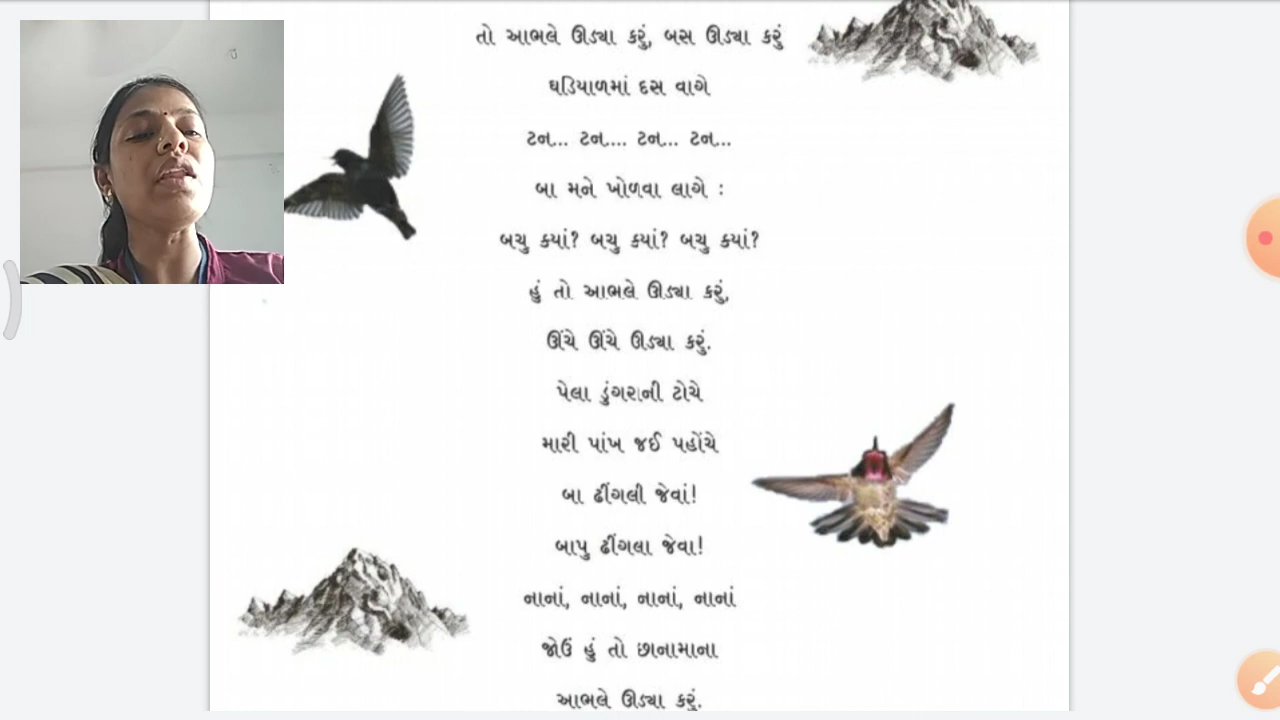 તો આભલે ઊડ્યા કરું, બસ ઊડ્યા કરું
ઘડિયાળમાં દસ વાગે
ટન... ટન.... ટન... ટન...
બા મને ખોળવા લાગે :
બચુ ક્યાં? બચુ ક્યાં? બચુ ક્યાં?
હું તો આભલે ઊડ્યા કરું,
ઊંચે ઊંચે ઊડ્યા કરું.
પેલા ડુંગરાની ટોચે
મારી પાંખ જઈ પહોંચે
બા ઢીંગલી જેવાં!
બાપુ ઢીંગલા જેવા!
નાનાં, નાનાં, નાનાં, નાનાં
જોઉં હું તો છાનામાના
આભલે ઊડ્યા કરું.